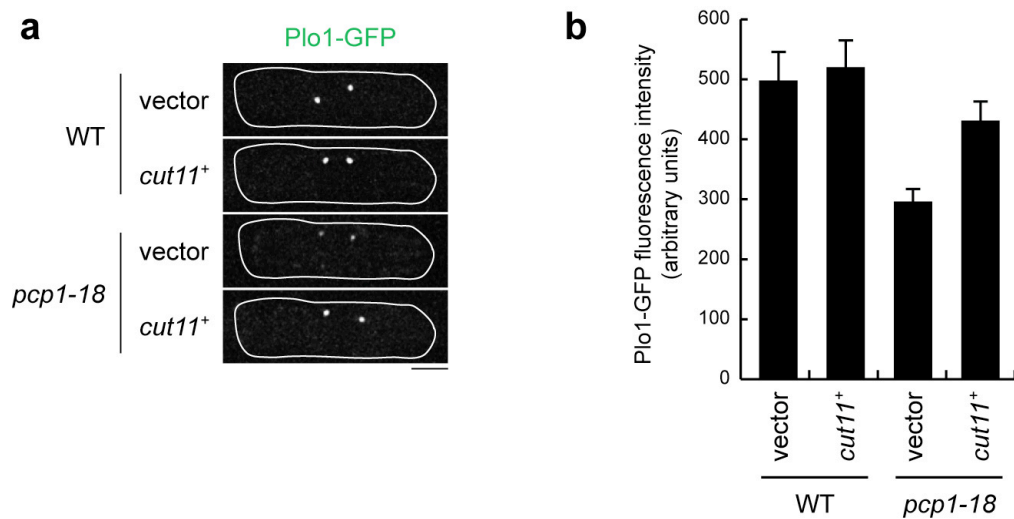 a
Plo1-GFP
WT
vector
cut11⁺
pcp1-18
vector
cut11⁺
b
Plo1-GFP fluorescence intensity
(arbitrary units)
600
500
400
300
300
200
100
0
vector
cut11⁺
vector
cut11⁺
WT
pcp1-18